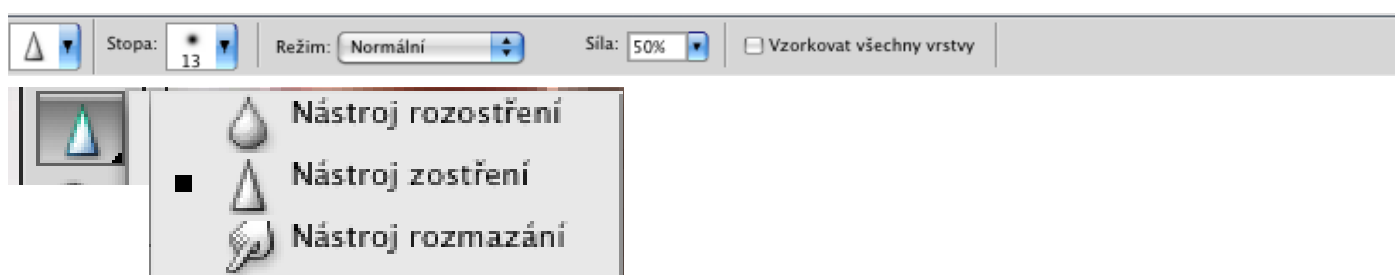 Stopa: 13 Režim: Normální Síla: 50% Vzorkovat všechny vrstvy
Nástroj rozostření
Nástroj zostření
Nástroj rozmazání